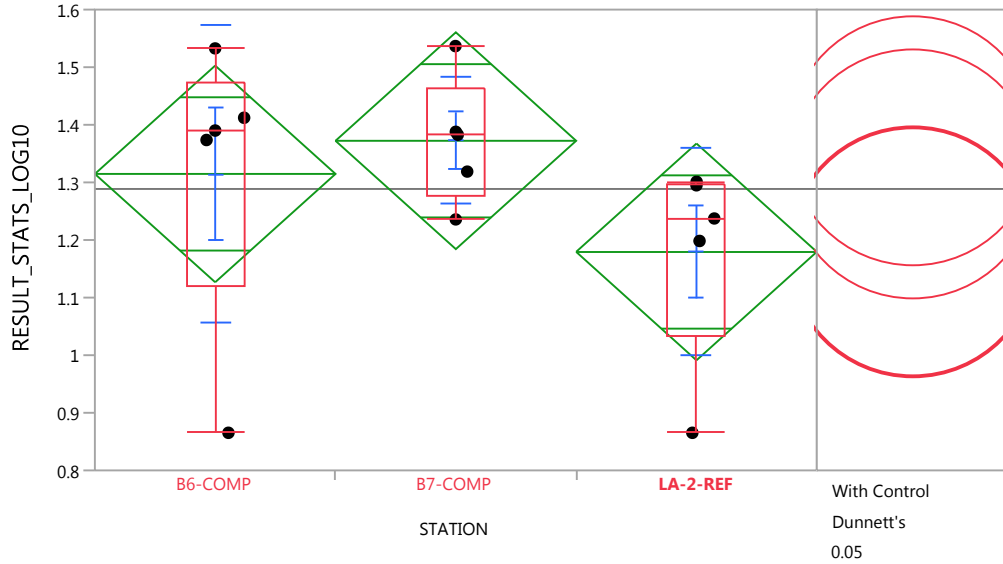 RESULT_STATS_LOG10
1.6
1.5
1.4
1.3
1.2
1.1
1
0.9
0.8
B6-COMP B7-COMP LA-2-REF
STATION
With Control
Dunnett's
0.05